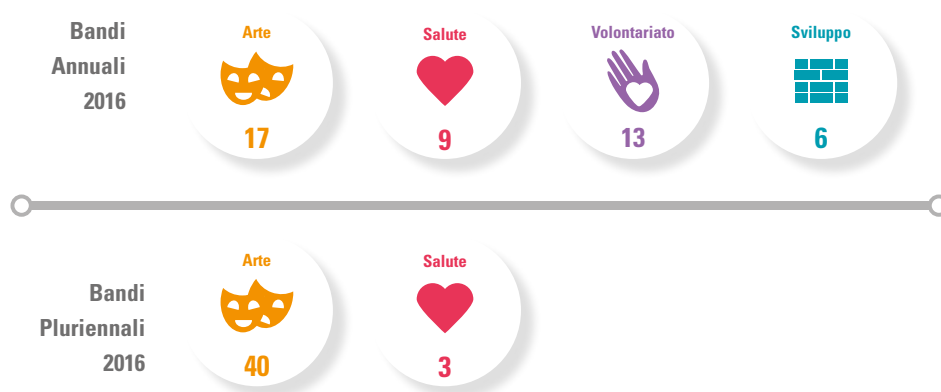 Bandi
Annuali
2016
Arte
17
Salute
9
Volontariato
13
Sviluppo
6
Bandi
Pluriennali
2016
Arte
40
Salute
3